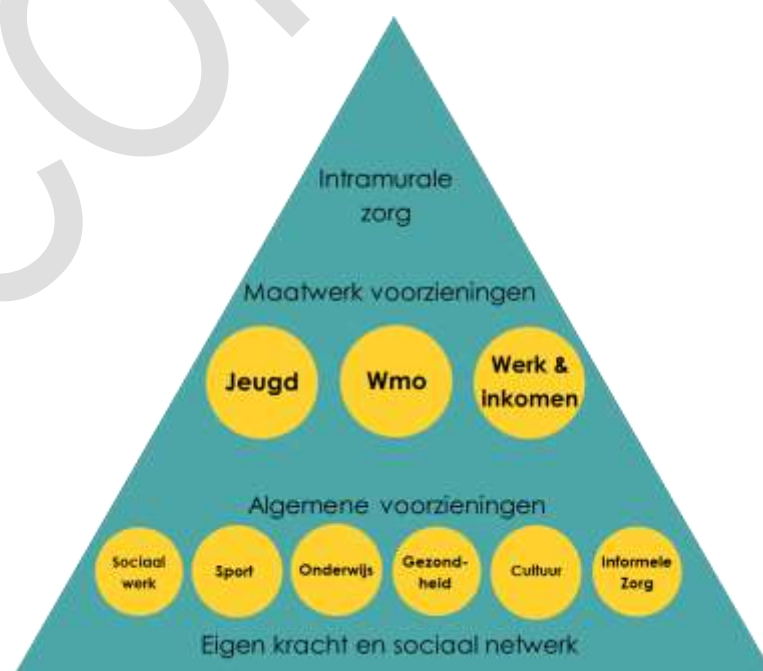 Intramurale
zorg
Maatwerk voorzieningen
Jeugd
Wmo
Werk &
inkomen
Algemene voorzieningen
Sociaal
werk
Sport
Onderwijs
Gezond-
heid
Cultuur
Informele
Zorg
Eigen kracht en sociaal netwerk